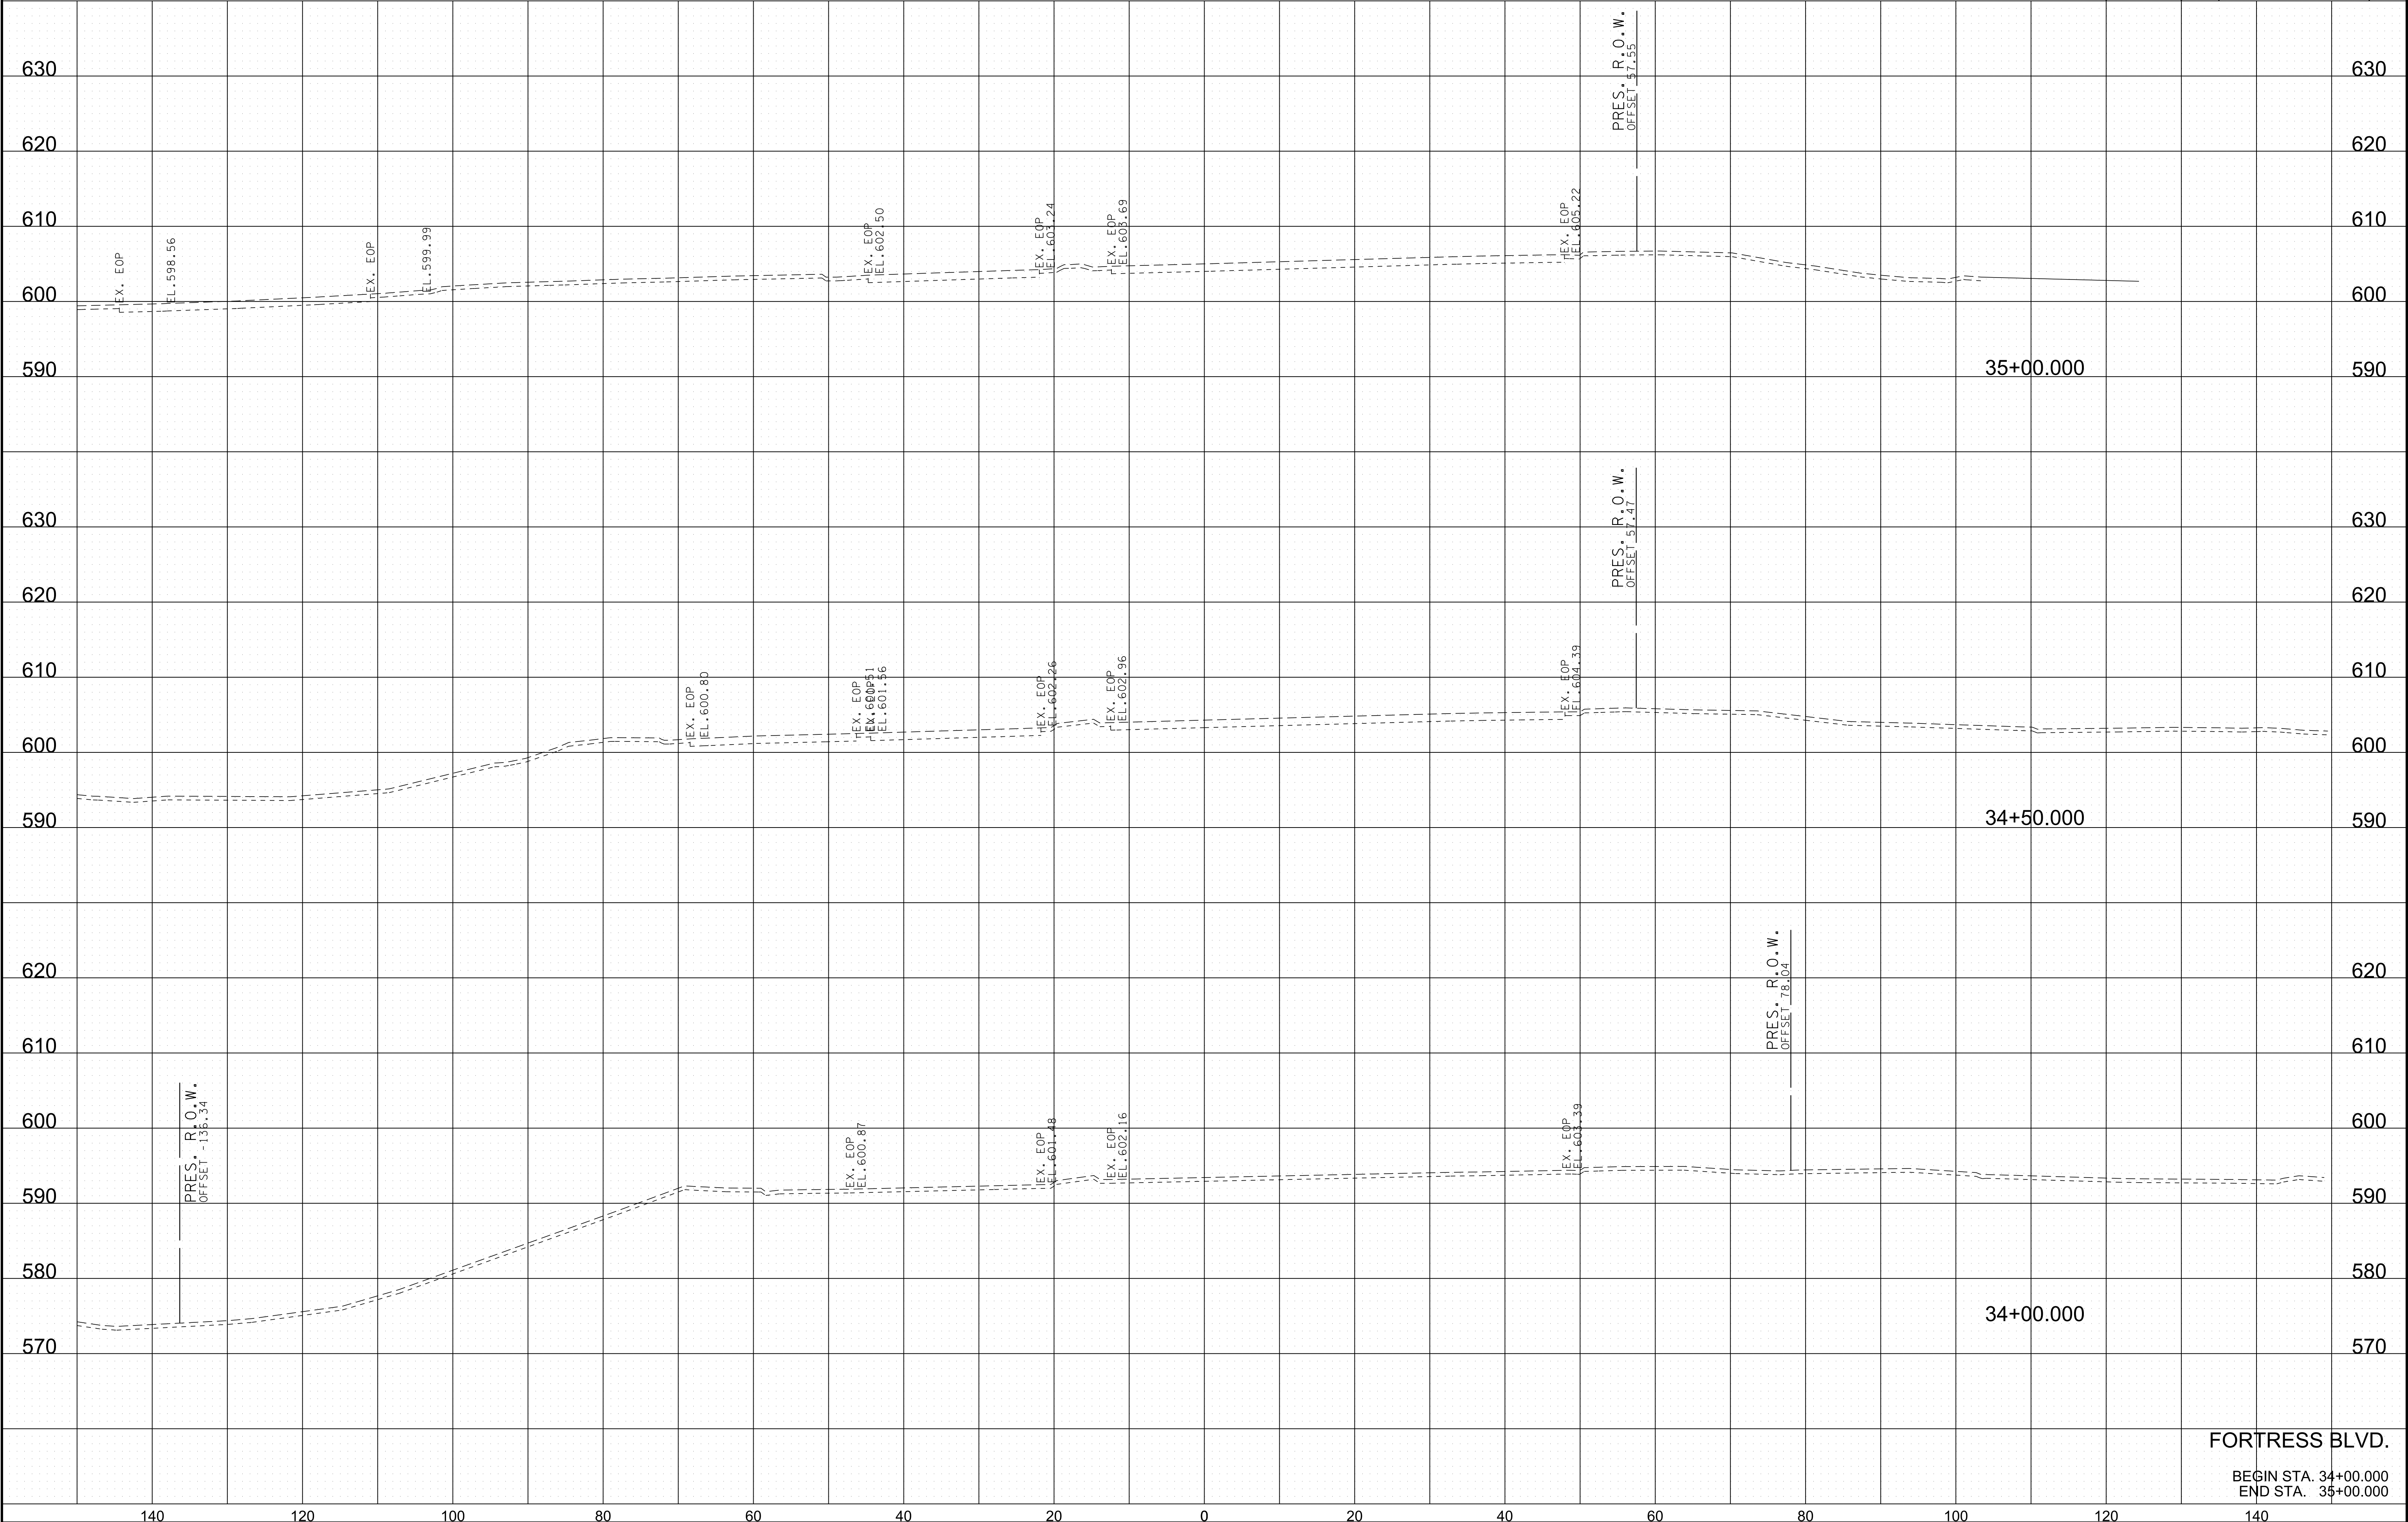 PRES. R.O.W.
OFFSET 57.55
630 630
620 620
610 610
EX. EOP
EL.598.56
EX. EOP
EL.599.99
EX. EOP
EL.602.50
EX. EOP
EL.603.24
EX. EOP
EL.603.69
EX. EOP
EL.605.22
600 600
590 35+00.000 590
PRES. R.O.W.
OFFSET 57.47
630 630
620 620
610 610
EX. EOP
EL.600.80
EX. EOP
EL.601.51
EX. EOP
EL.601.56
EX. EOP
EL.602.26
EX. EOP
EL.602.96
EX. EOP
EL.604.39
600 600
590 34+50.000 590
PRES. R.O.W.
OFFSET 78.04
620 620
610 610
PRES. R.O.W.
OFFSET -136.34
600 600
EX. EOP
EL.600.87
EX. EOP
EL.601.48
EX. EOP
EL.602.16
EX. EOP
EL.603.39
590 590
580 580
34+00.000
570 570
FORTRESS BLVD.
BEGIN STA. 34+00.000
END STA. 35+00.000
140 120 100 80 60 40 20 0 20 40 60 80 100 120 140